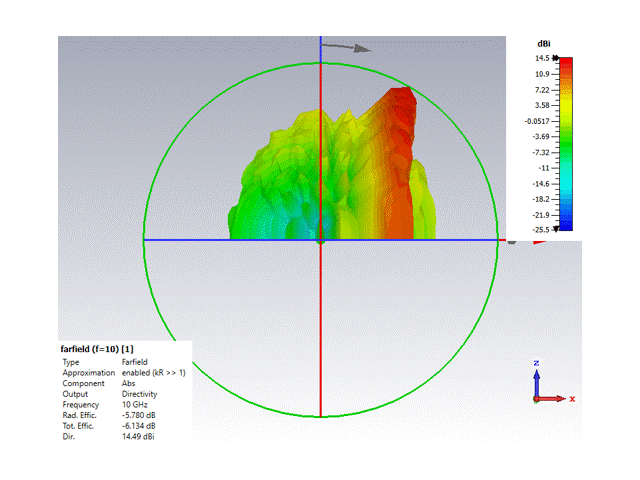 dBi
14.5
10.9
7.22
3.58
-0.0517
-3.69
-7.32
-11
-14.6
-18.2
-21.9
-25.5
farfield (f=10) [1]
Type Farfield
Approximation enabled (kR >> 1)
Component Abs
Output Directivity
Frequency 10 GHz
Rad. Effic. -5.780 dB
Tot. Effic. -6.134 dB
Dir. 14.49 dBi
z
x